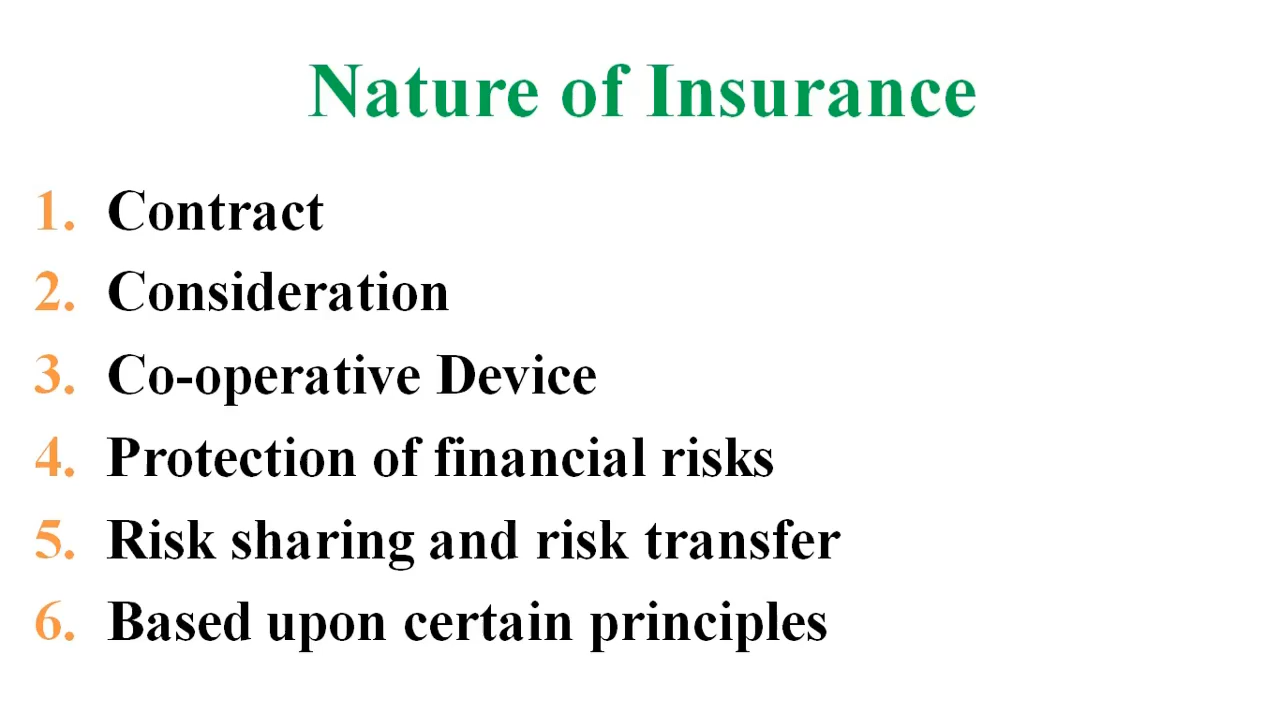 Nature of Insurance
1. Contract
2. Consideration
3. Co-operative Device
4. Protection of financial risks
5. Risk sharing and risk transfer
6. Based upon certain principles